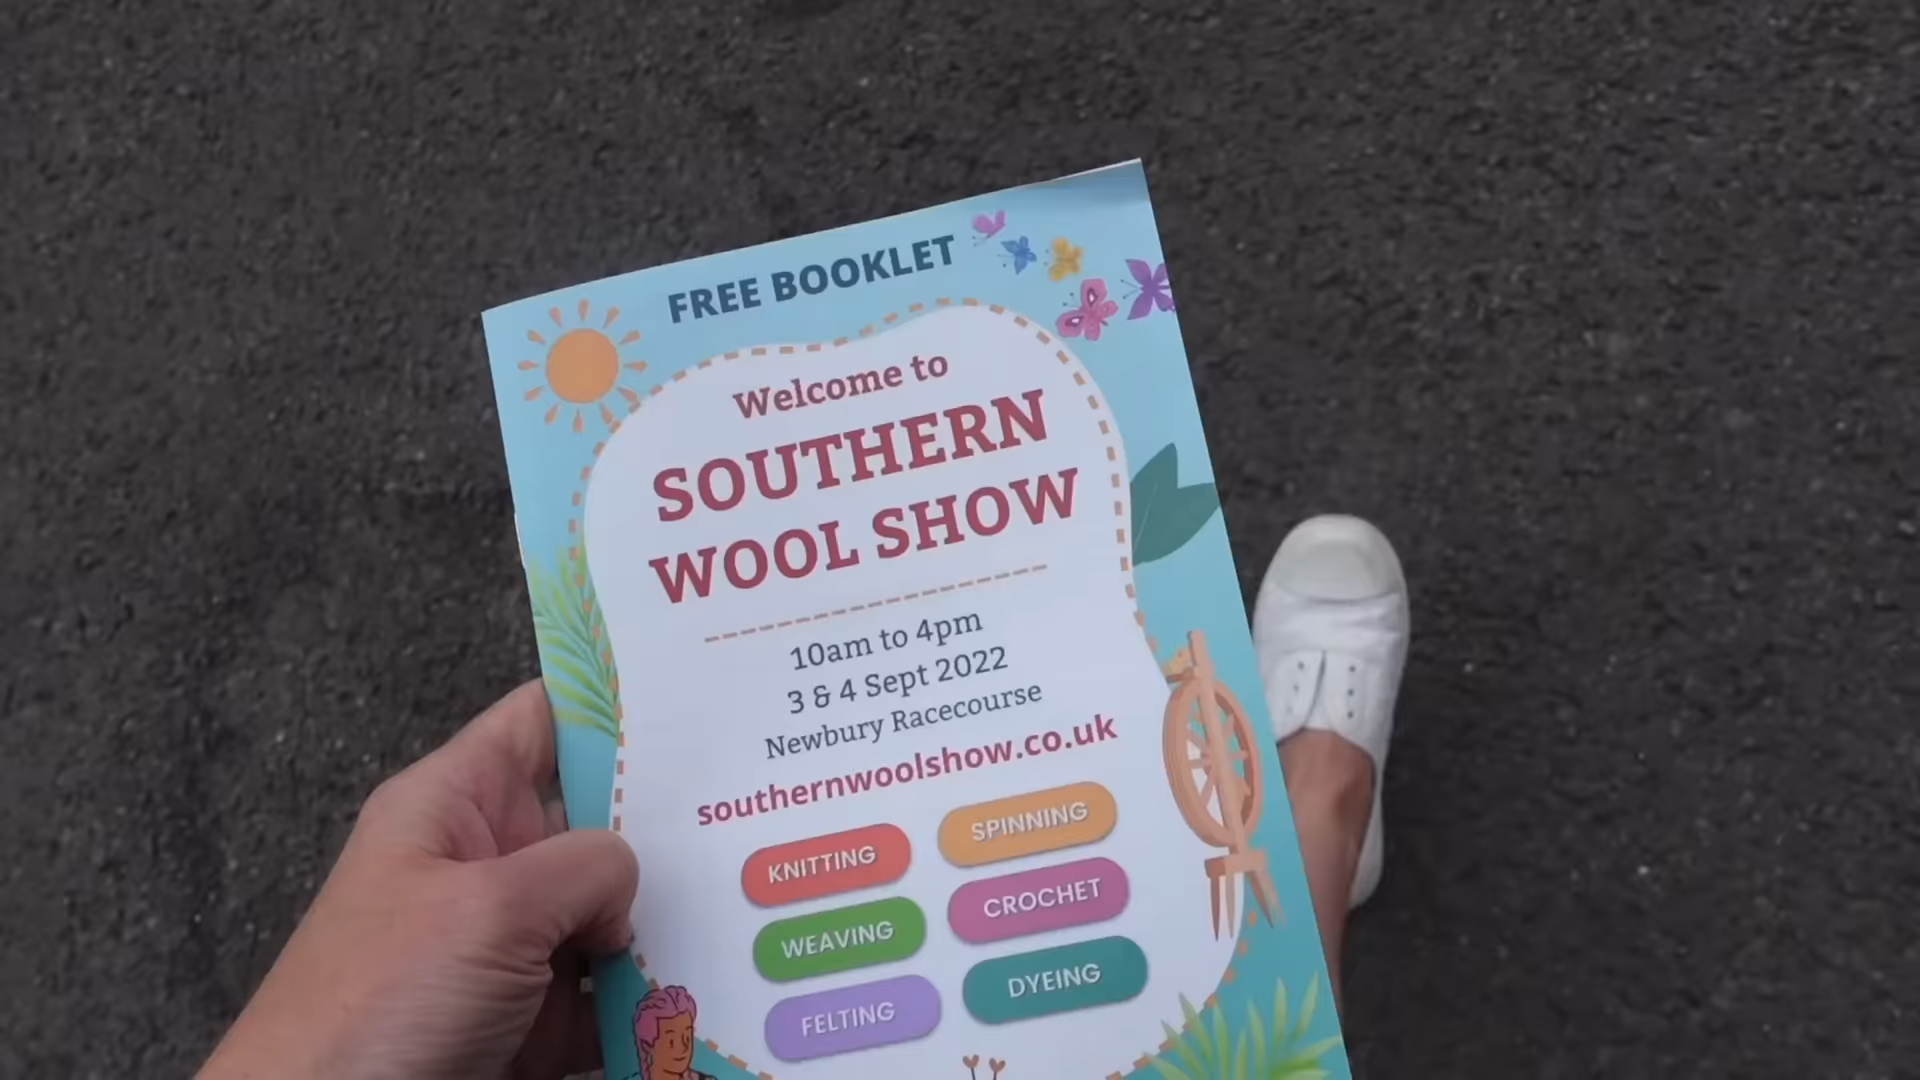 FREE BOOKLET
Welcome to
SOUTHERN
WOOL SHOW
10am to 4pm
3 & 4 Sept 2022
Newbury Racecourse
southernwoolshow.co.uk
KNITTING
SPINNING
WEAVING
CROCHET
FELTING
DYEING